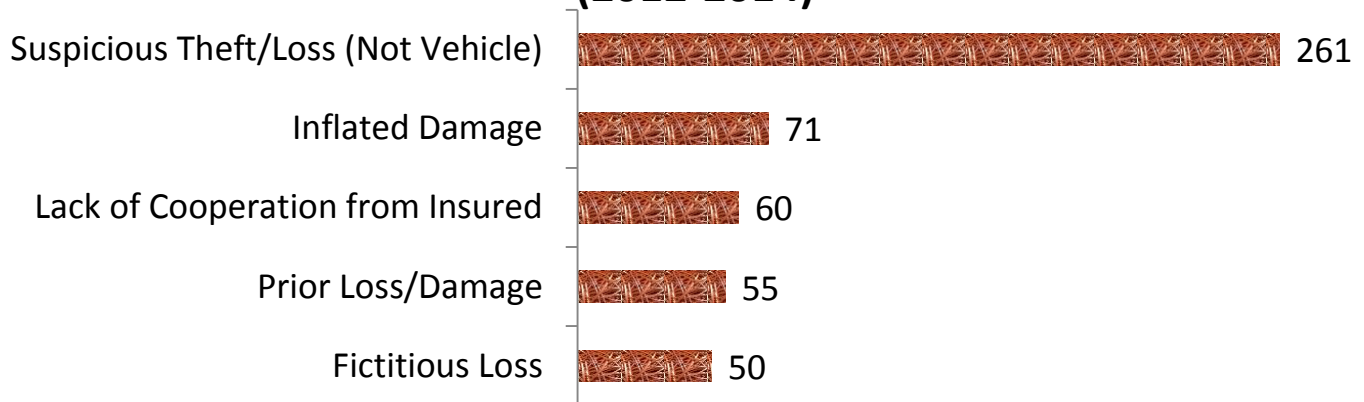 Suspicious Theft/Loss (Not Vehicle) 261
Inflated Damage 71
Lack of Cooperation from Insured 60
Prior Loss/Damage 55
Fictitious Loss 50